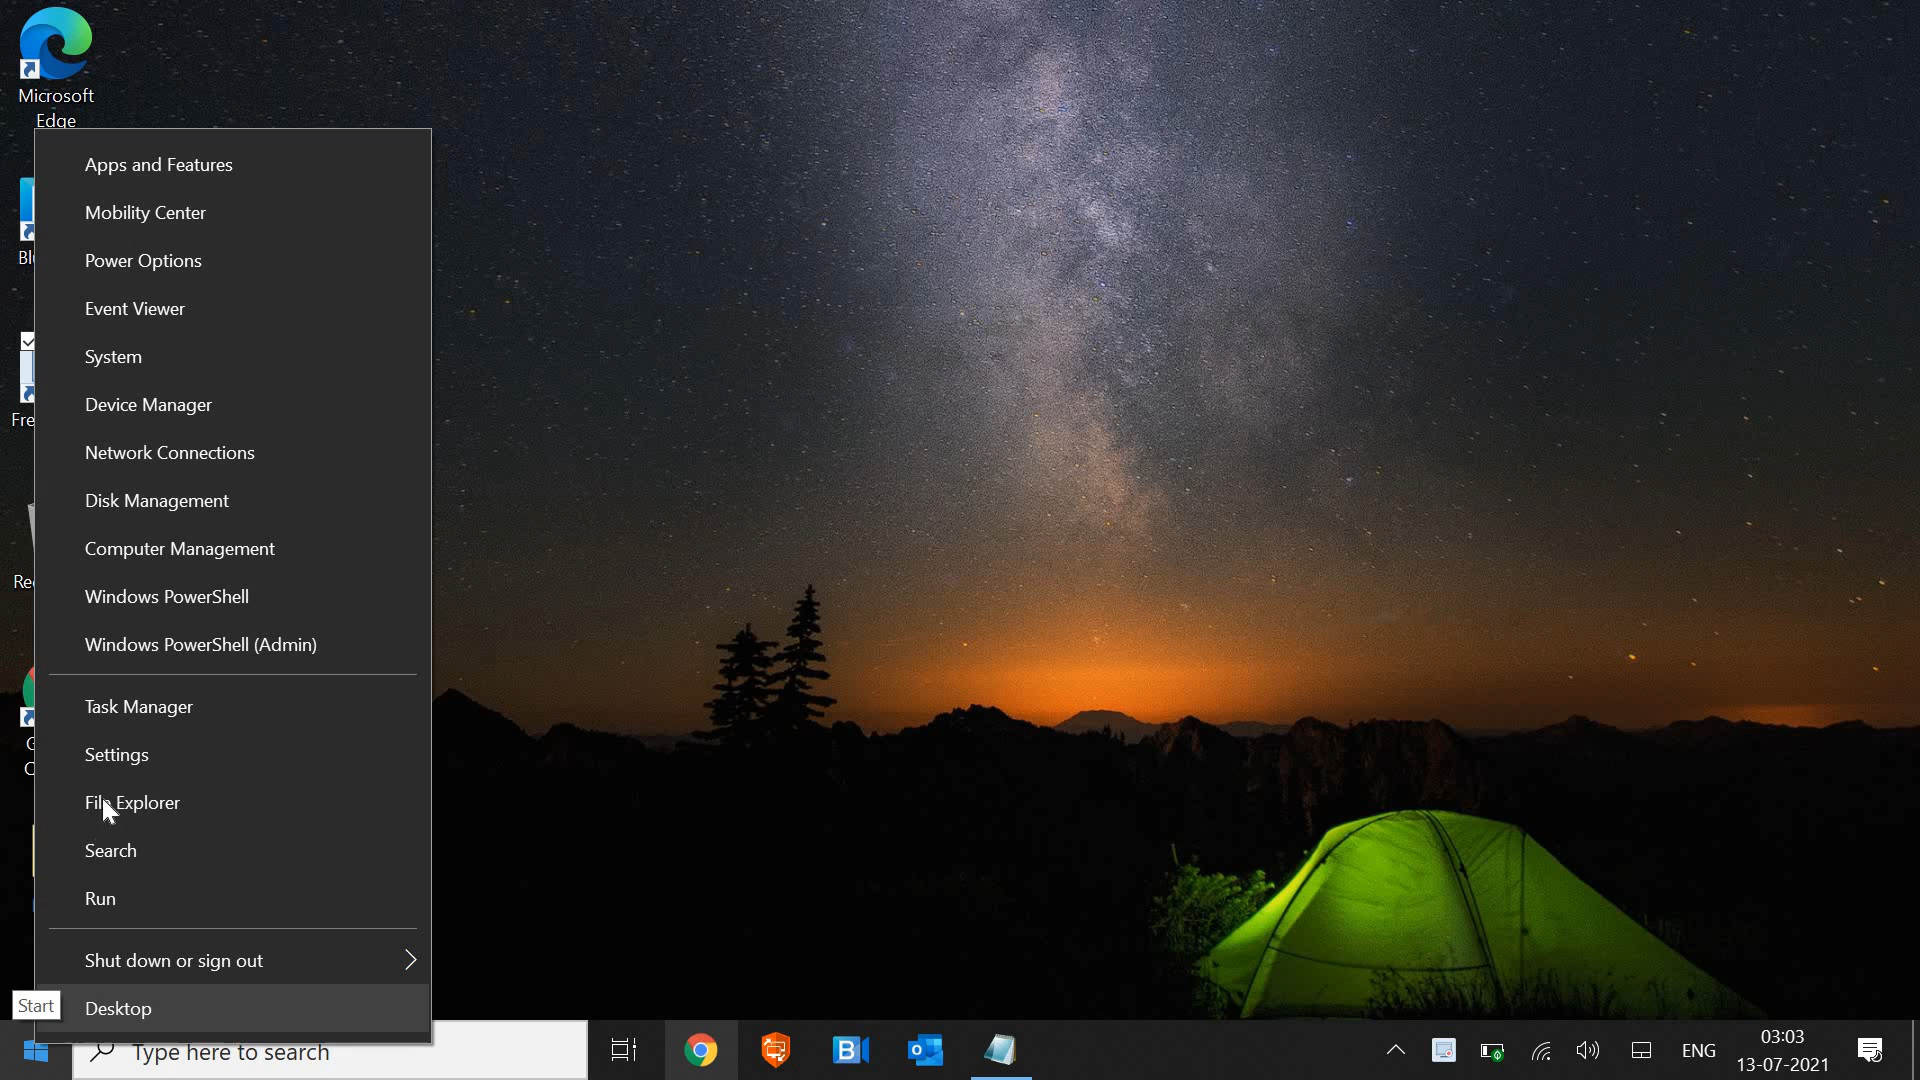 Microsoft
Edge
Apps and Features
Mobility Center
Power Options
Event Viewer
System
Device Manager
Network Connections
Disk Management
Computer Management
Windows PowerShell
Windows PowerShell (Admin)
Task Manager
Settings
File Explorer
Search
Run
Shut down or sign out
Desktop
Start
Type here to search
ENG
03:03
13-07-2021